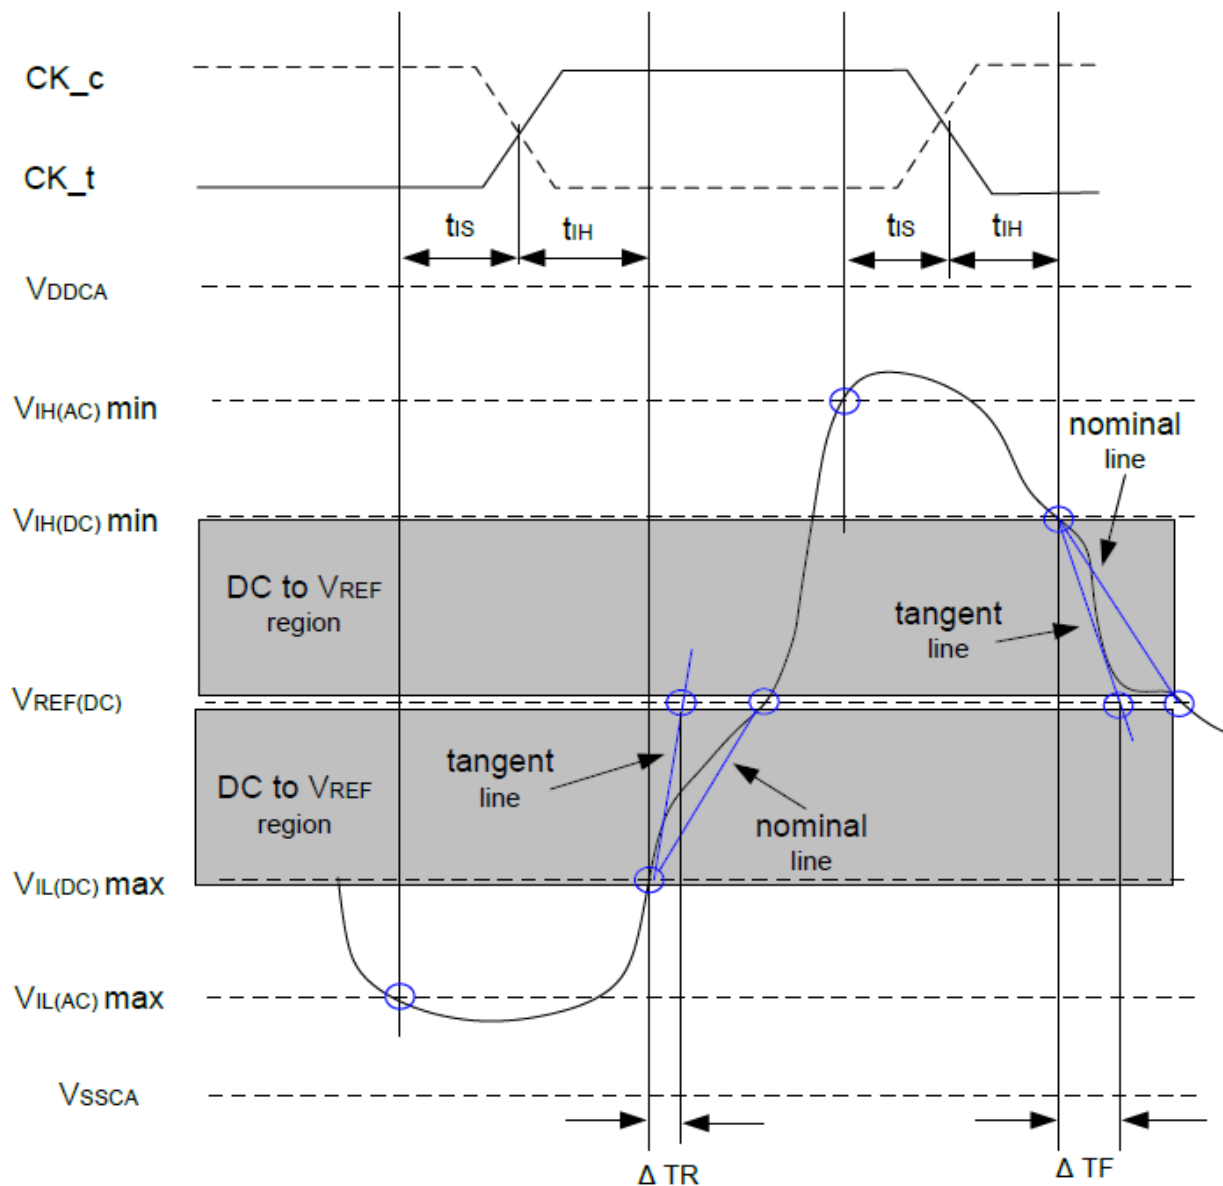 CK_c
CK_t
tIS
tIH
tIS
tIH
VDDCA
VIH(AC) min
nominal
line
VIH(DC) min
DC to VREF
region
tangent
line
VREF(DC)
tangent
line
DC to VREF
region
nominal
line
VIL(DC) max
VIL(AC) max
VSSCA
Δ TR
Δ TF